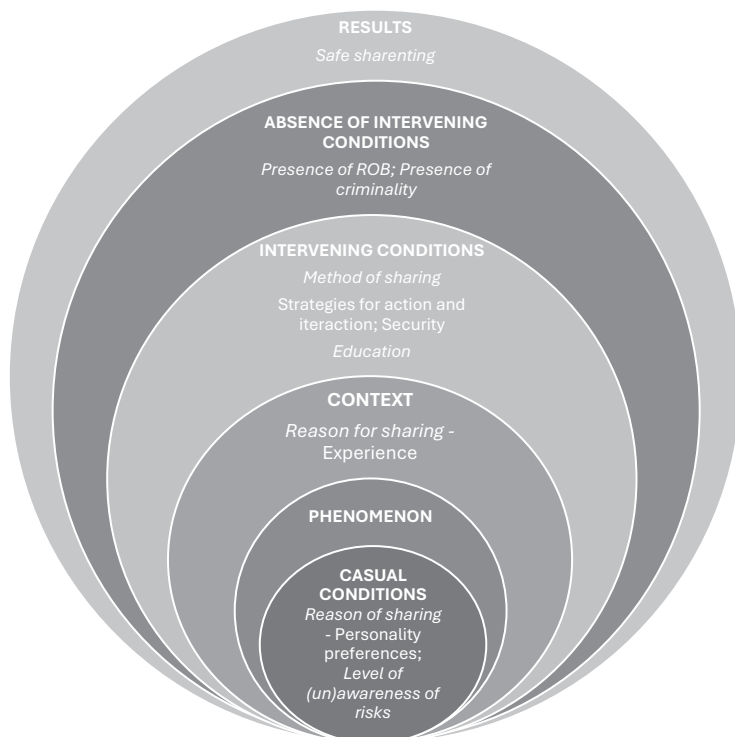 RESULTS
Safe sharenting
ABSENCE OF INTERVENING
CONDITIONS
Presence of ROB; Presence of
criminality
INTERVENING CONDITIONS
Method of sharing
Strategies for action and
iteraction; Security
Education
CONTEXT
Reason for sharing -
Experience
PHENOMENON
CASUAL
CONDITIONS
Reason of sharing
- Personality
preferences;
Level of
(un)awareness of
risks